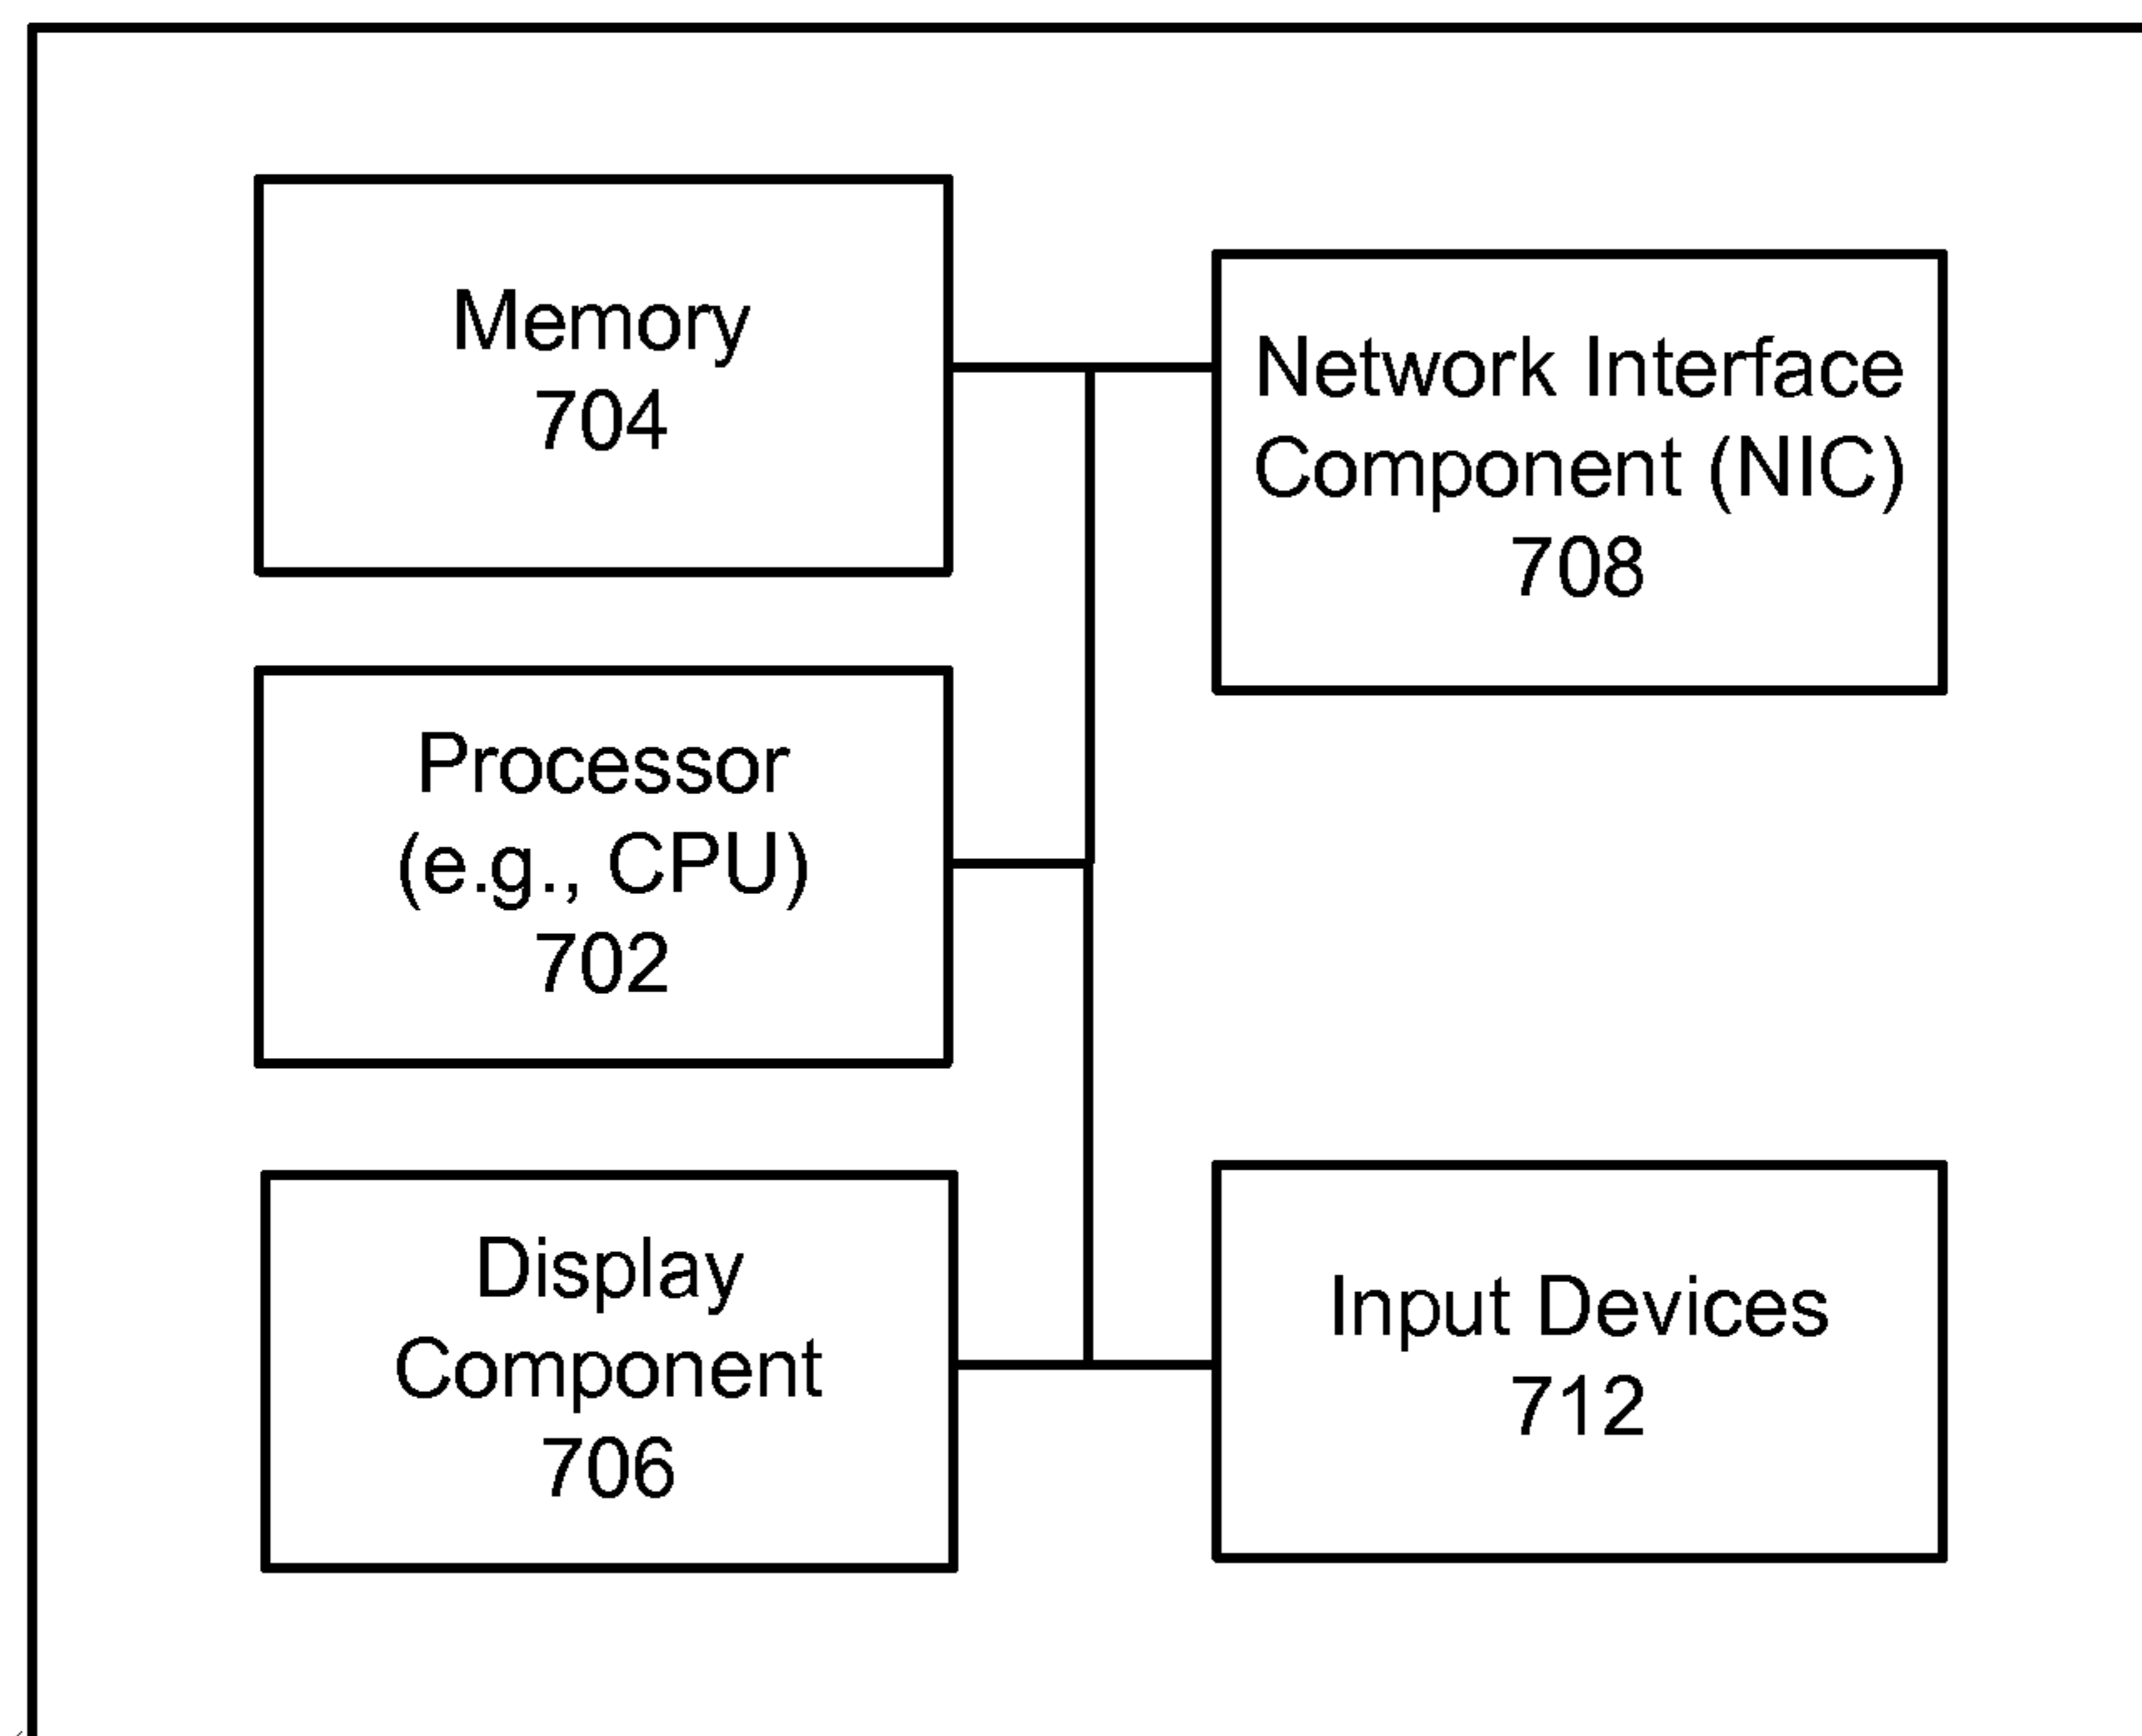 Memory
704
Network Interface
Component (NIC)
708
Processor
(e.g., CPU)
702
Display
Component
706
Input Devices
712